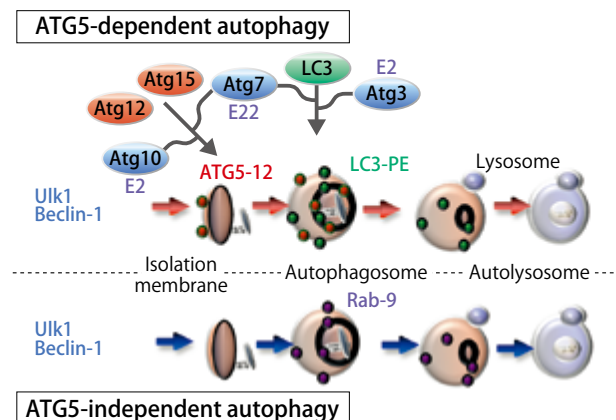 ATG5-dependent autophagy
Atg15
Atg12
Atg7
E22
LC3
E2
Atg3
Atg10
E2
ATG5-12
LC3-PE
Lysosome
Ulk1
Beclin-1
Isolation
membrane
Autophagosome
Autolysosome
Rab-9
Ulk1
Beclin-1
ATG5-independent autophagy